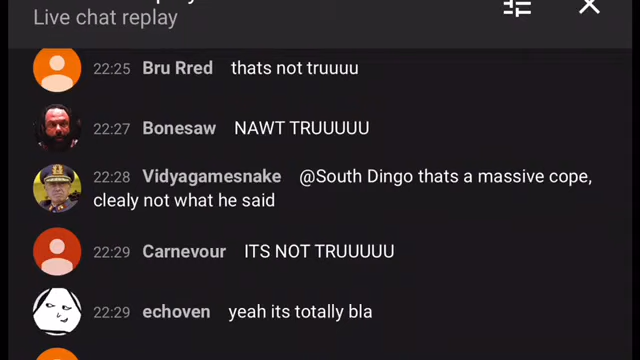 Live chat replay
22:25 Bru Rred thats not truuuu
22:27 Bonesaw NAWT TRUUUUU
22:28 Vidyagamesnake @South Dingo thats a massive cope,
clealy not what he said
22:29 Carnevour ITS NOT TRUUUUU
22:29 echoven yeah its totally bla